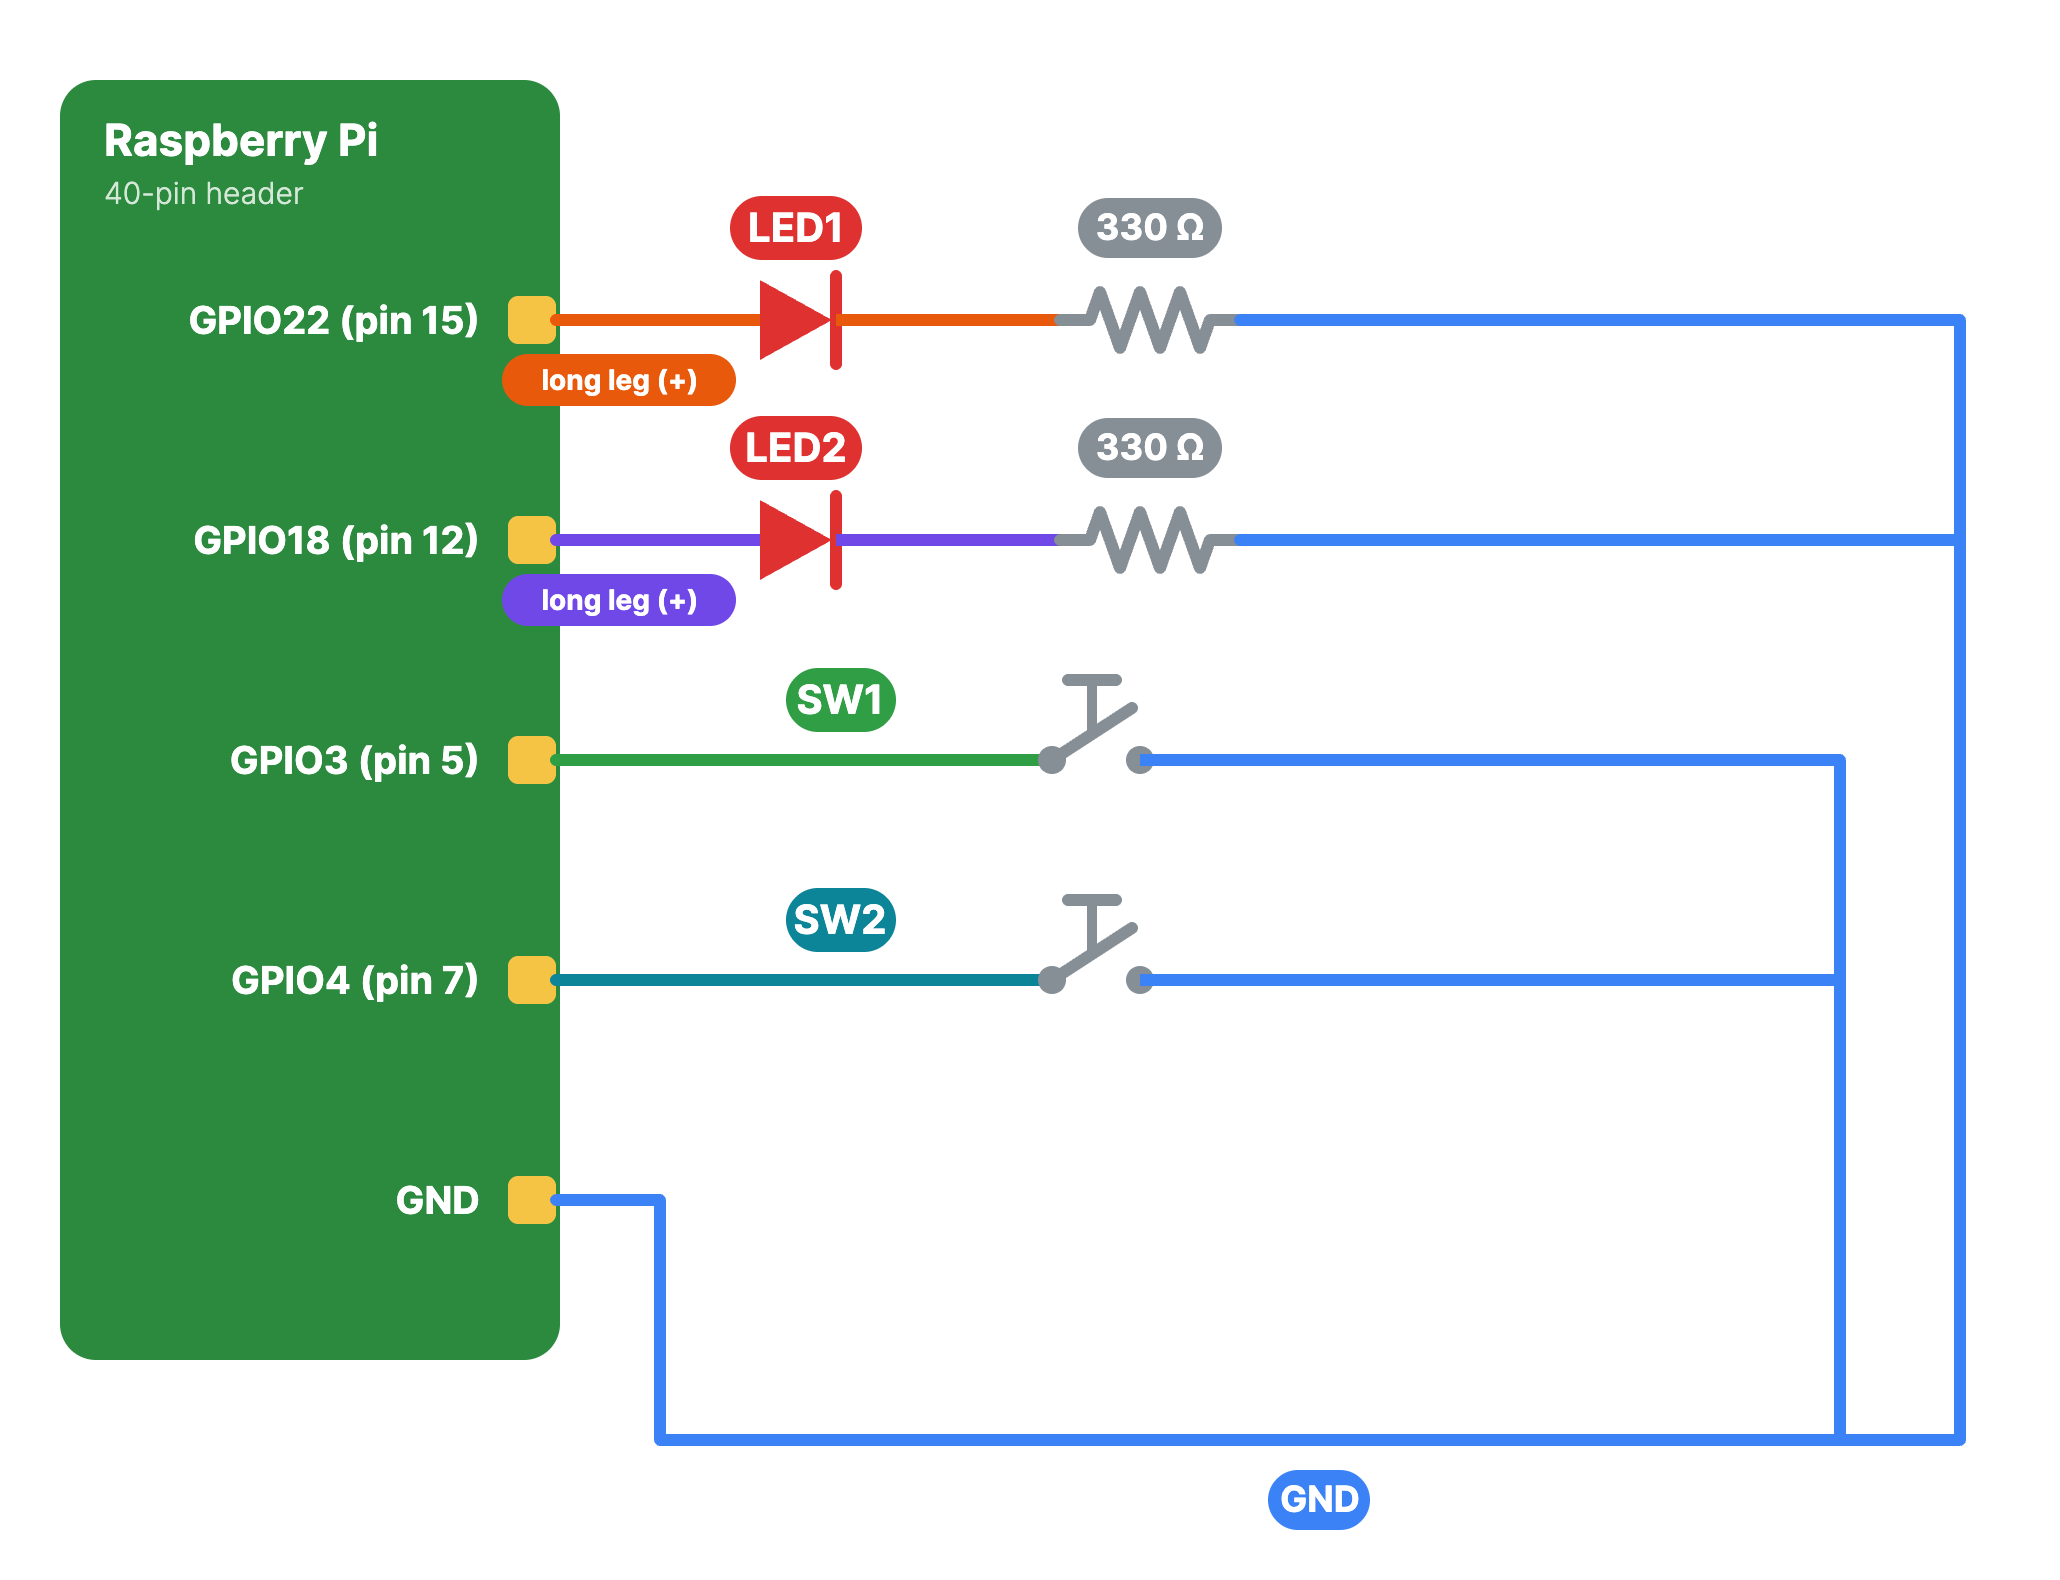 Raspberry Pi
40-pin header
LED1
330 Ω
GPIO22 (pin 15)
long leg (+)
LED2
330 Ω
GPIO18 (pin 12)
long leg (+)
SW1
GPIO3 (pin 5)
SW2
GPIO4 (pin 7)
GND
GND